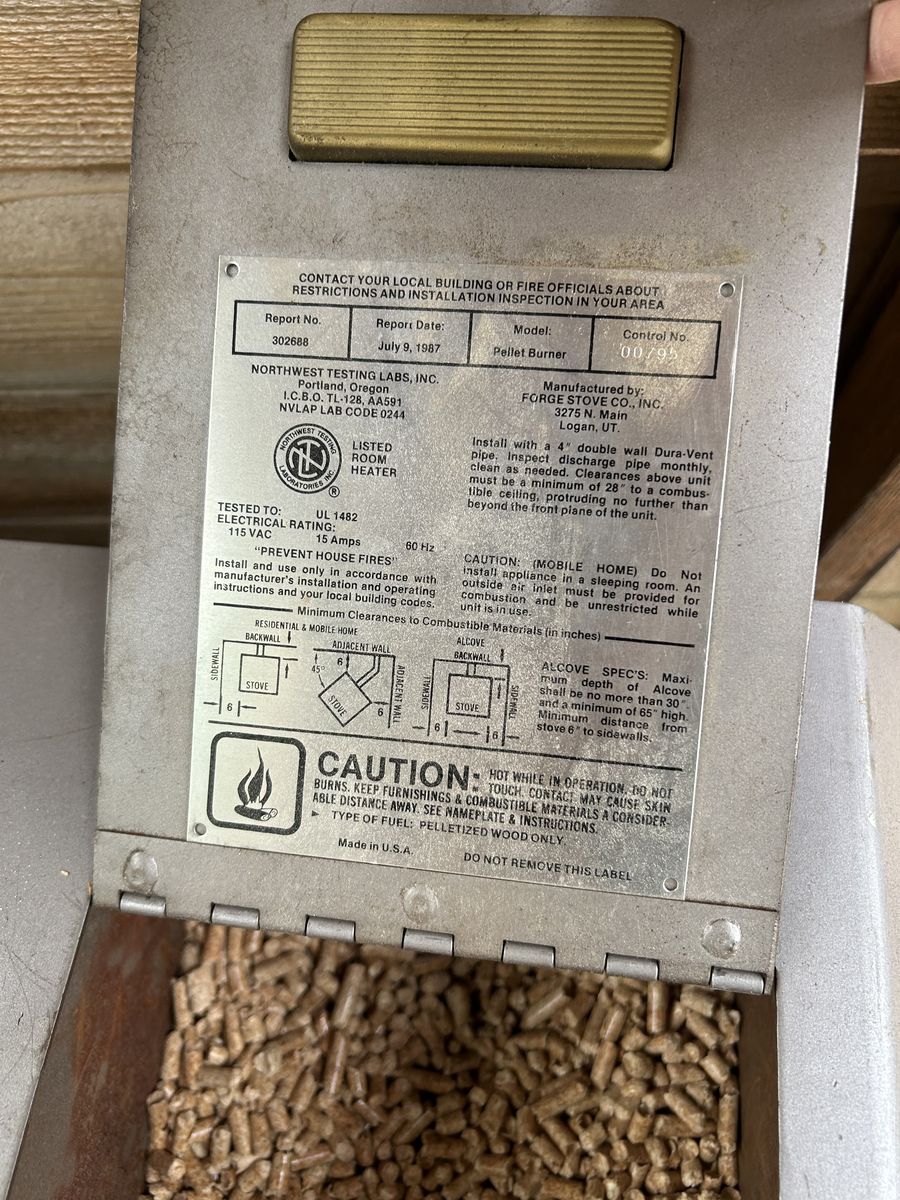 CONTACT YOUR LOCAL BUILDING OR FIRE OFFICIALS ABOUT
RESTRICTIONS AND INSTALLATION INSPECTION IN YOUR AREA
Report No.
302688
Report Date:
July 9, 1987
Model:
Pellet Burner
Control No.
00795
NORTHWEST TESTING LABS, INC.
Portland, Oregon
I.C.B.O. TL-128, AA591
NVLAP LAB CODE 0244
NORTHWEST TESTING
LABORATORIES INC.
NTL
®
LISTED
ROOM
HEATER
TESTED TO: UL 1482
ELECTRICAL RATING:
115 VAC 15 Amps 60 Hz
"PREVENT HOUSE FIRES"
Install and use only in accordance with
manufacturer's installation and operating
instructions and your local building codes.
Manufactured by:
FORGE STOVE CO., INC.
3275 N. Main
Logan, UT.
Install with a 4" double wall Dura-Vent
pipe. Inspect discharge pipe monthly,
clean as needed. Clearances above unit
must be a minimum of 28" to a combus-
tible ceiling, protruding no further than
beyond the front plane of the unit.
CAUTION: (MOBILE HOME) Do Not
install appliance in a sleeping room. An
outside air inlet must be provided for
combustion and be unrestricted while
unit is in use.
Minimum Clearances to Combustible Materials (in inches)
RESIDENTIAL & MOBILE HOME
BACKWALL
SIDEWALL
STOVE
6
ADJACENT WALL
45°
6
STOVE
ADJACENT WALL
6
ALCOVE
BACKWALL
SIDEWALL
STOVE
SIDEWALL
6
6
ALCOVE SPEC'S: Maxi-
mum depth of Alcove
shall be no more than 30"
and a minimum of 65" high.
Minimum distance from
stove 6" to sidewalls.
CAUTION: HOT WHILE IN OPERATION. DO NOT
TOUCH. CONTACT MAY CAUSE SKIN
BURNS. KEEP FURNISHINGS & COMBUSTIBLE MATERIALS A CONSIDER-
ABLE DISTANCE AWAY. SEE NAMEPLATE & INSTRUCTIONS.
► TYPE OF FUEL: PELLETIZED WOOD ONLY.
Made in U.S.A.
DO NOT REMOVE THIS LABEL